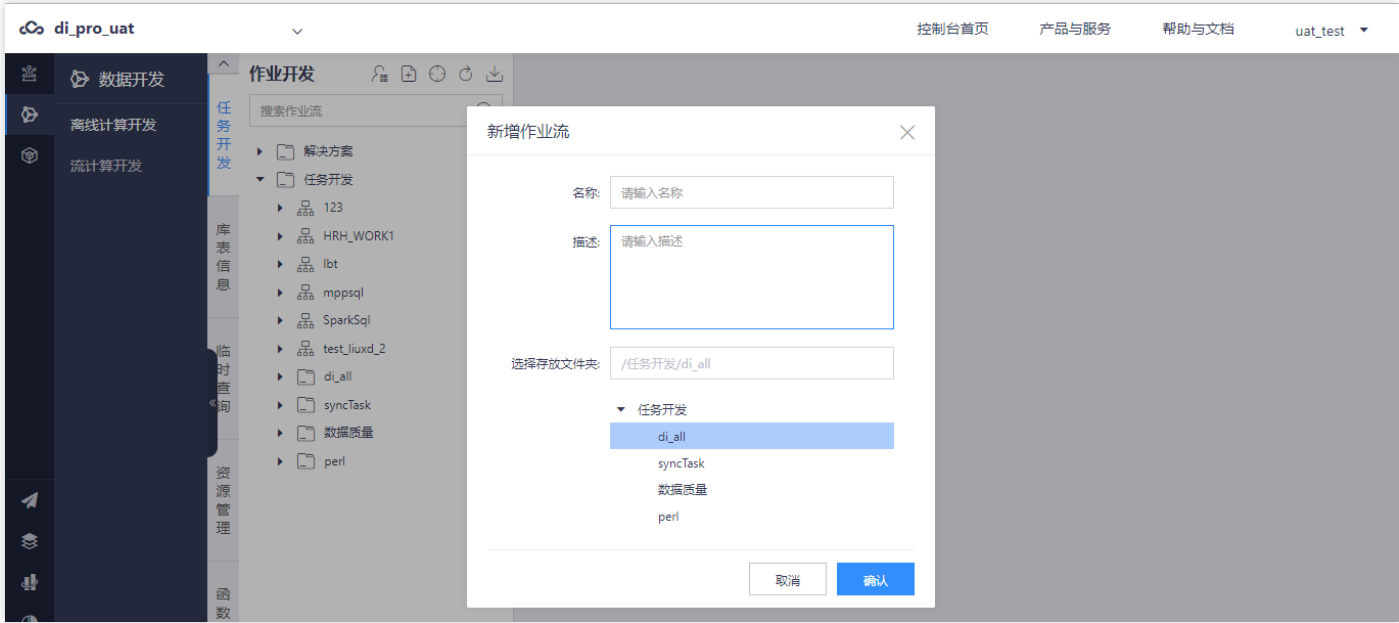 di_pro_uat
控制台首页
产品与服务
帮助与文档
uat_test
数据开发
离线计算开发
流计算开发
任务开发
库表信息
临时查询
资源管理
函数
作业开发
搜索作业流
解决方案
任务开发
123
HRH_WORK1
lbt
mppsql
SparkSql
test_liuxd_2
di_all
syncTask
数据质量
perl
新增作业流
名称: 请输入名称
描述: 请输入描述
选择存放文件夹: /任务开发/di_all
任务开发
di_all
syncTask
数据质量
perl
取消
确认